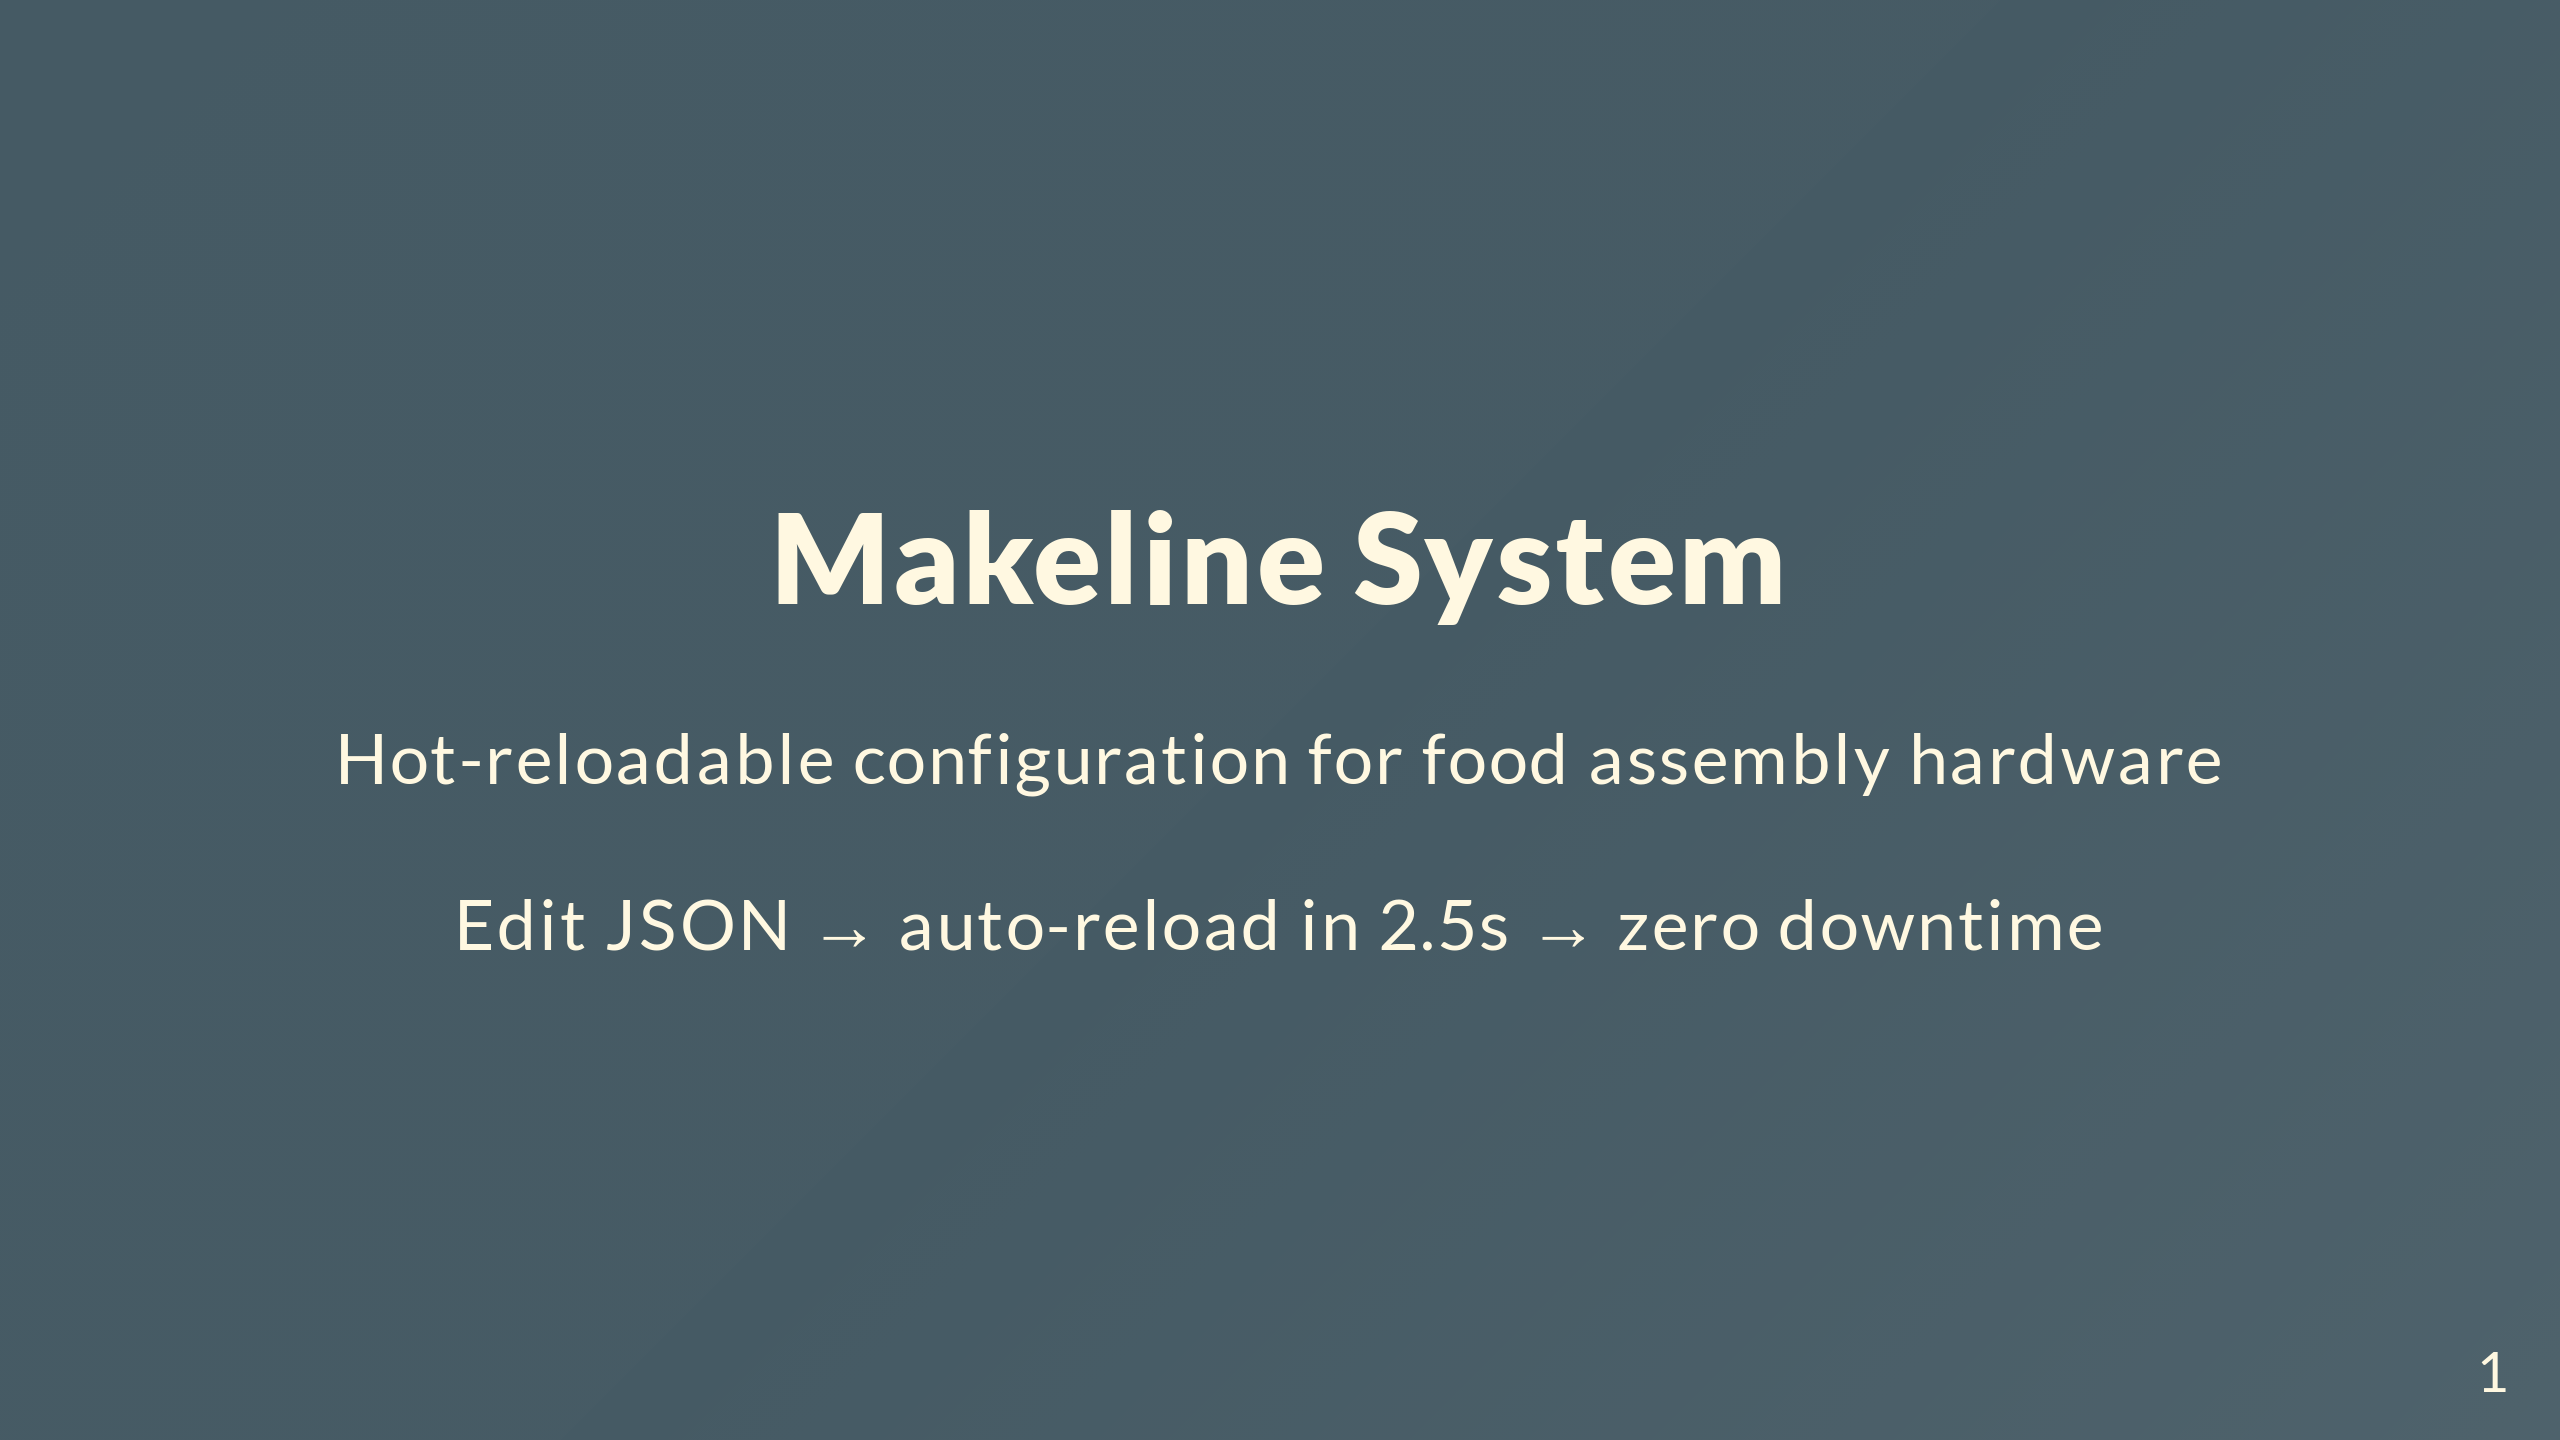 Makeline System
Hot-reloadable configuration for food assembly hardware
Edit JSON → auto-reload in 2.5s → zero downtime
1